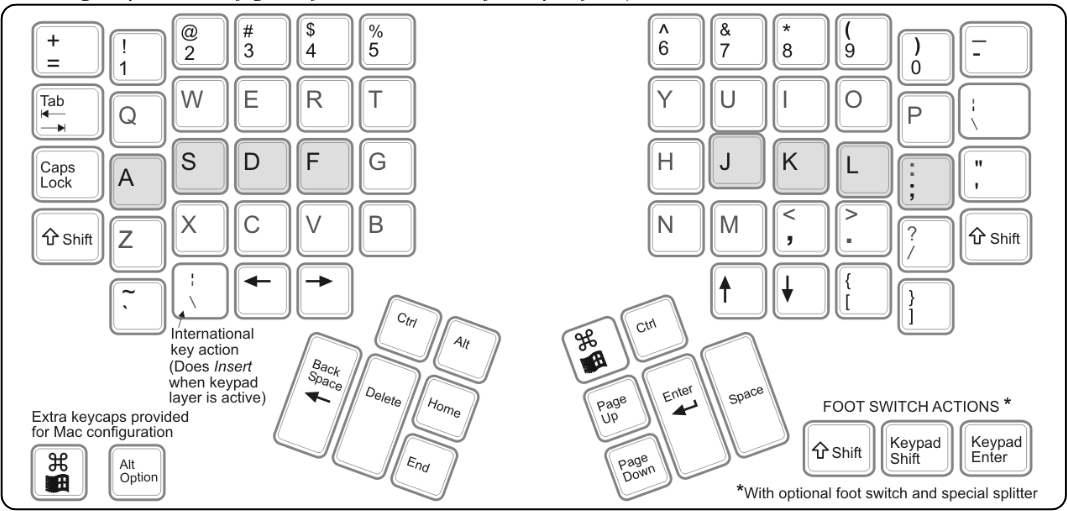 +
=
!
1
@
2
#
3
$
4
%
5
^
6
&
7
*
8
(
9
)
0
_
-
Tab
Q
W
E
R
T
Y
U
I
O
P
¦
\
Caps
Lock
A
S
D
F
G
H
J
K
L
:
;
"
'
⇧ Shift
Z
X
C
V
B
N
M
<
,
>
.
?
/
⇧ Shift
~
`
¦
\
←
→
↑
↓
{
[
}
]
International
key action
(Does Insert
when keypad
layer is active)
Ctrl
Alt
Back
Space
←
Delete
Home
End
⌘
Ctrl
Page
Up
Enter
Space
Page
Down
Extra keycaps provided
for Mac configuration
⌘
Alt
Option
FOOT SWITCH ACTIONS *
⇧ Shift
Keypad
Shift
Keypad
Enter
*With optional foot switch and special splitter